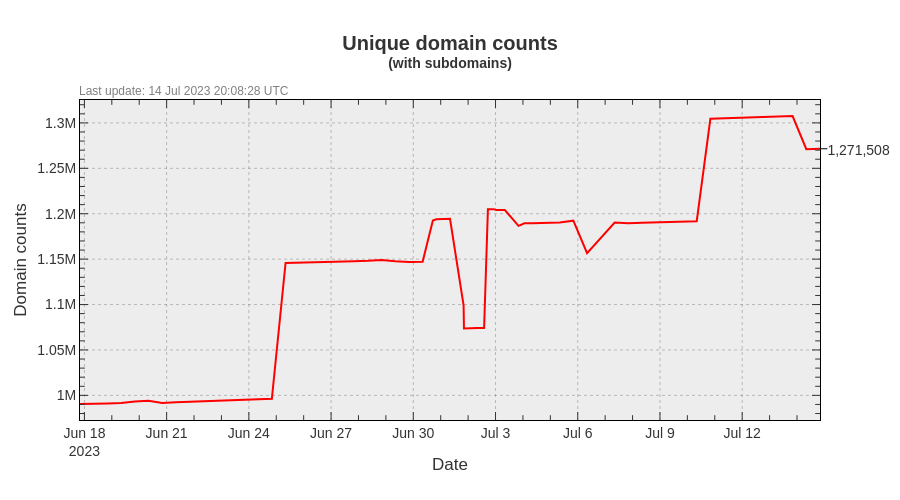 Unique domain counts
(with subdomains)
Last update: 14 Jul 2023 20:08:28 UTC
1.3M
1.25M
1.2M
1.15M
1.1M
1.05M
1M
1,271,508
Domain counts
Jun 18
2023
Jun 21
Jun 24
Jun 27
Jun 30
Jul 3
Jul 6
Jul 9
Jul 12
Date